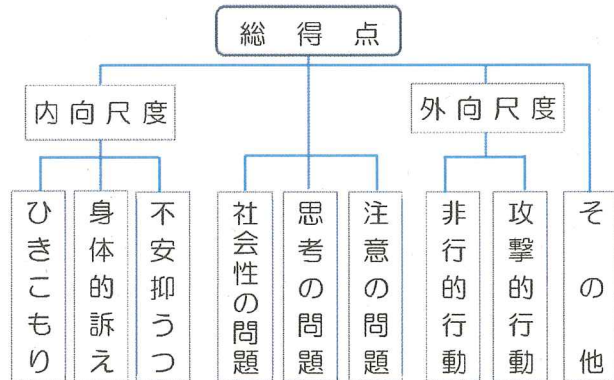 総得点
内向尺度
外向尺度
ひきこもり
身体的訴え
不安抑うつ
社会性の問題
思考の問題
注意の問題
非行的行動
攻撃的行動
その他